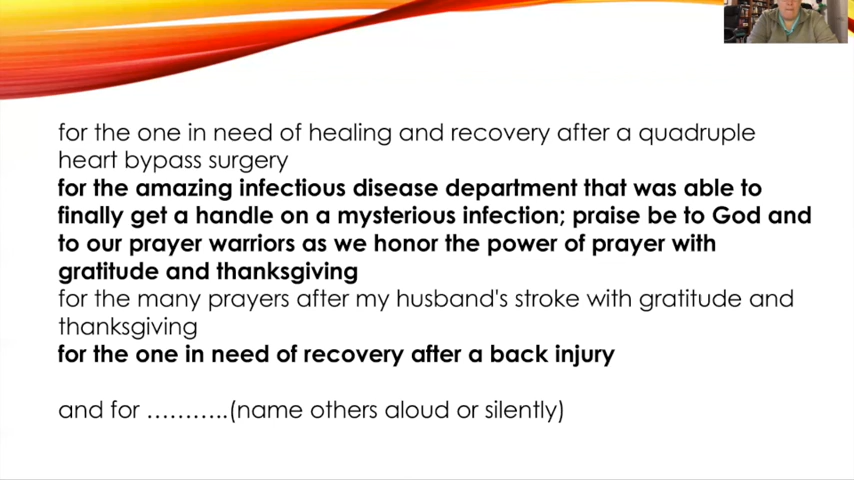 for the one in need of healing and recovery after a quadruple
heart bypass surgery
for the amazing infectious disease department that was able to
finally get a handle on a mysterious infection; praise be to God and
to our prayer warriors as we honor the power of prayer with
gratitude and thanksgiving
for the many prayers after my husband's stroke with gratitude and
thanksgiving
for the one in need of recovery after a back injury
and for ………..(name others aloud or silently)